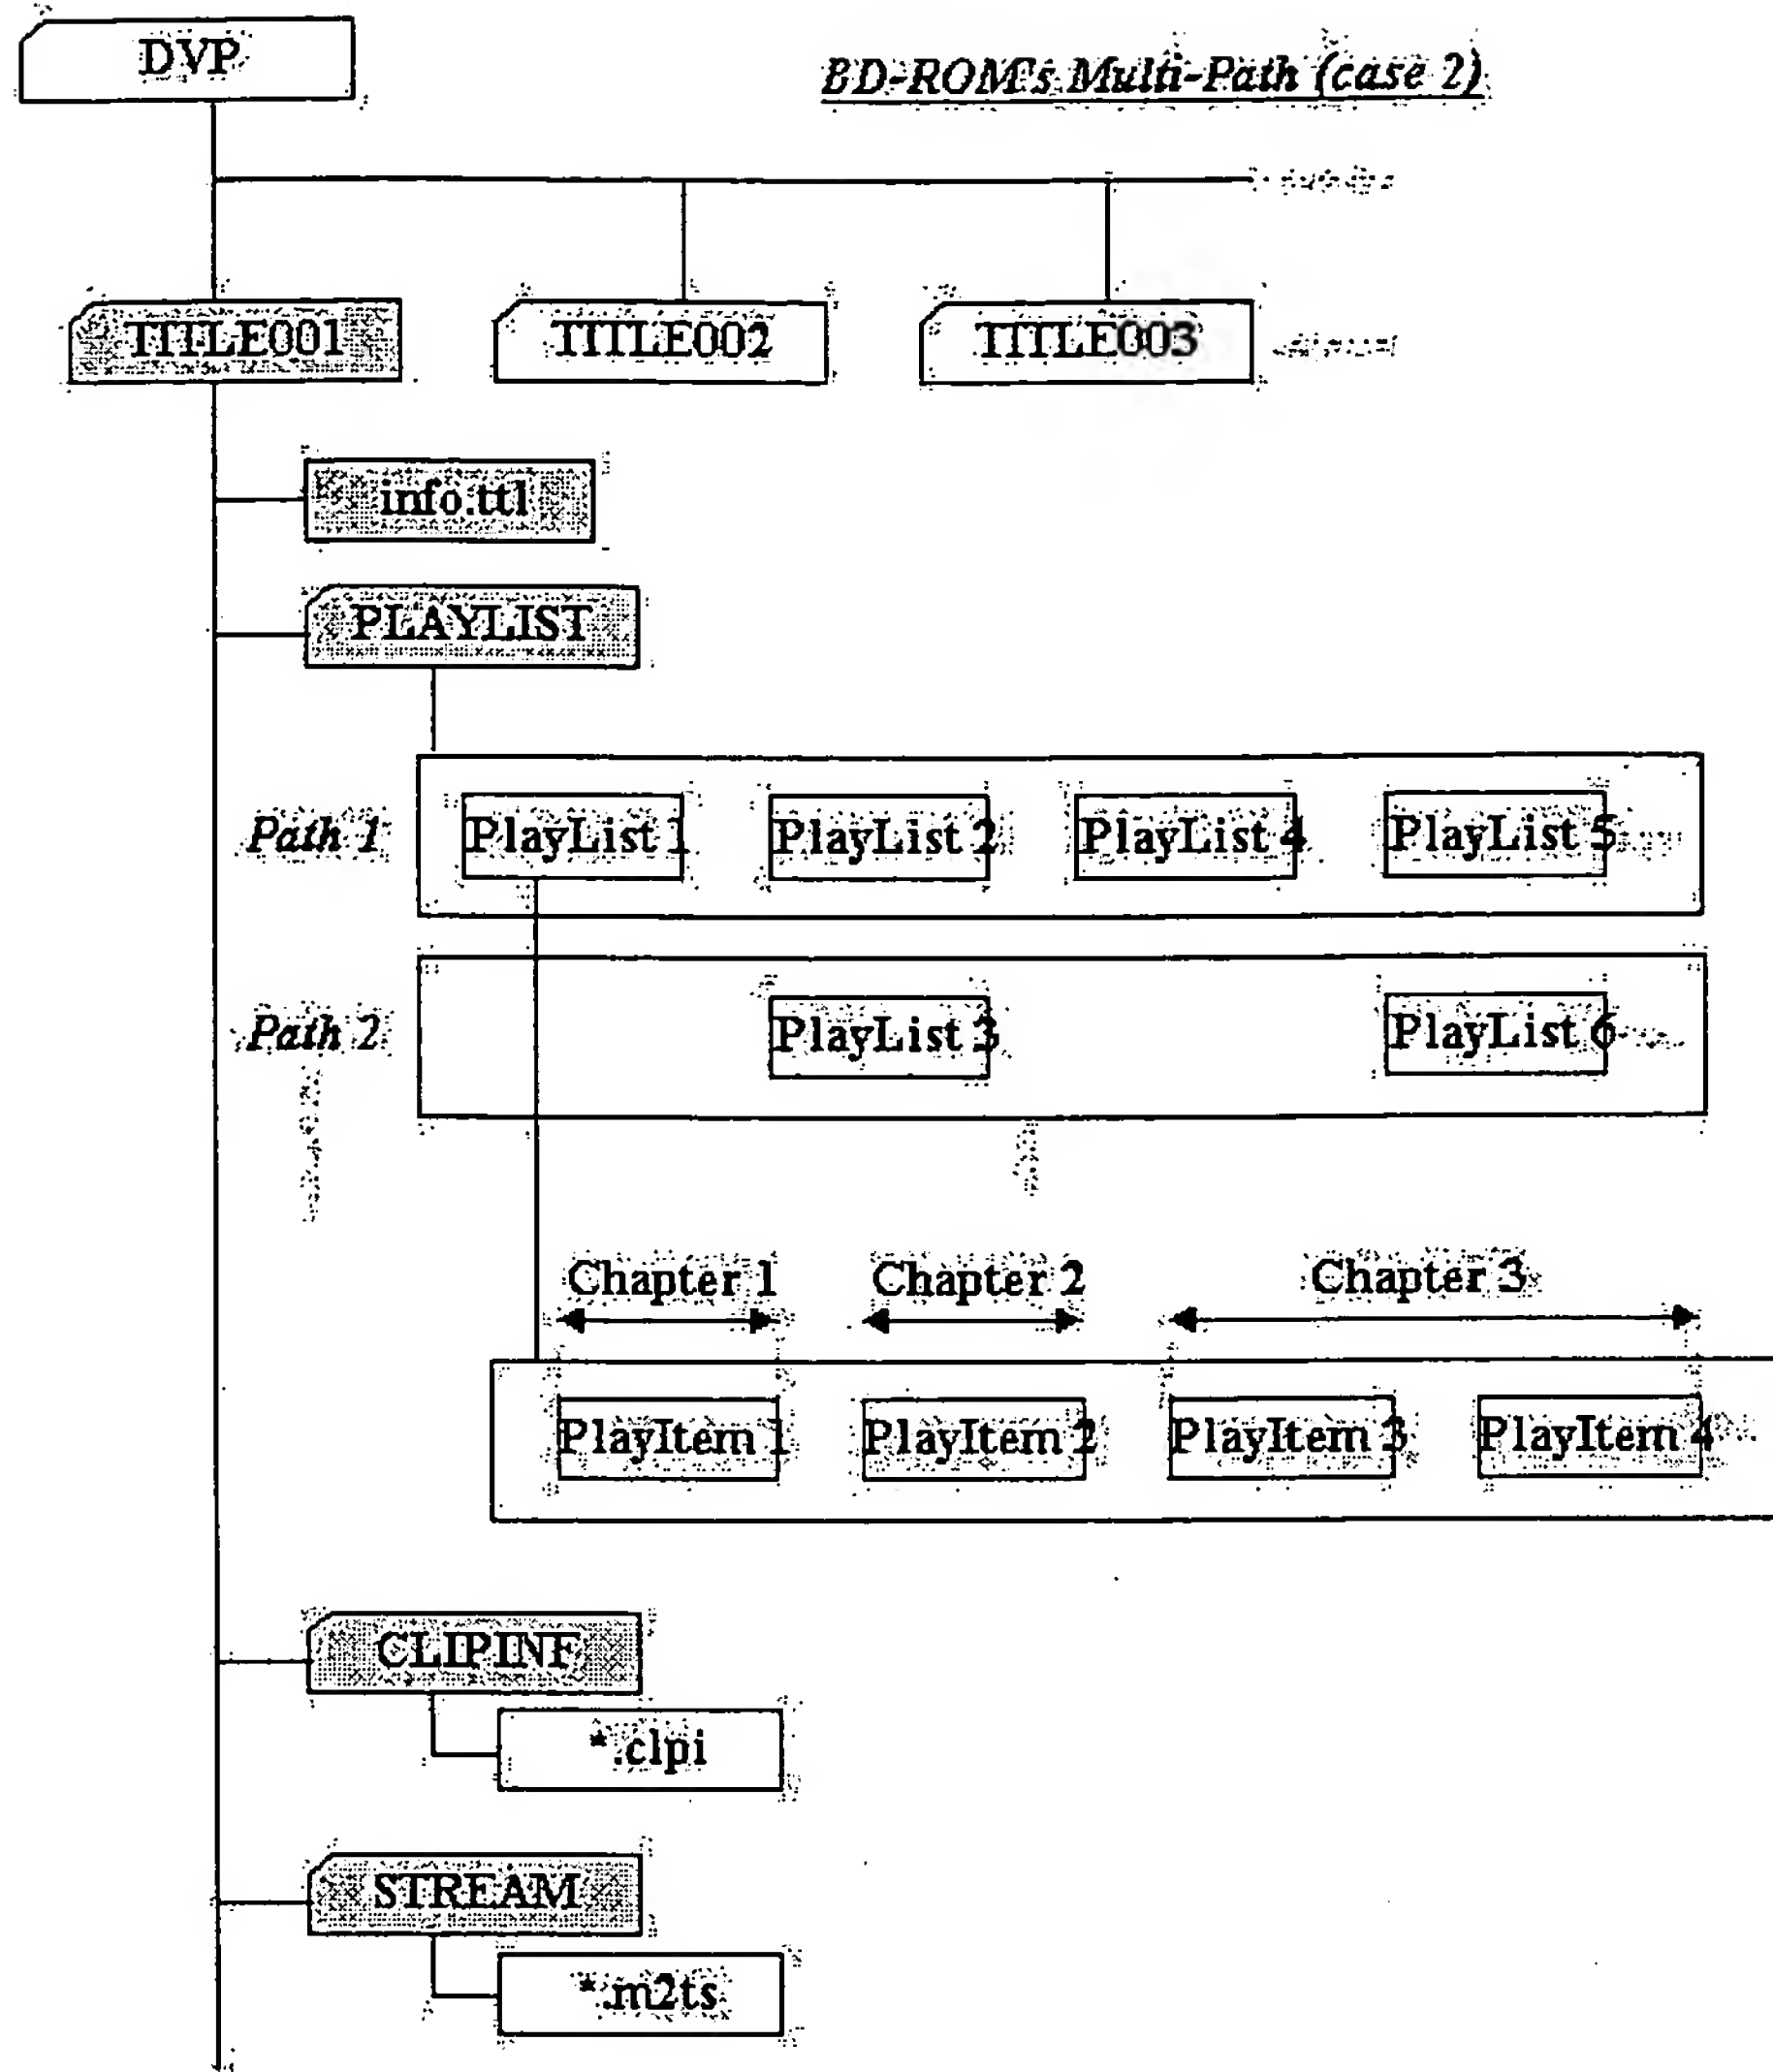 DVP
BD-ROM's Multi-Path (case 2)
TITLE001
TITLE002
TITLE003
info.ttl
PLAYLIST
Path 1
PlayList 1
PlayList 2
PlayList 4
PlayList 5
Path 2
PlayList 3
PlayList 6
Chapter 1
Chapter 2
Chapter 3
PlayItem 1
PlayItem 2
PlayItem 3
PlayItem 4
CLIPINF
*.clpi
STREAM
*.m2ts